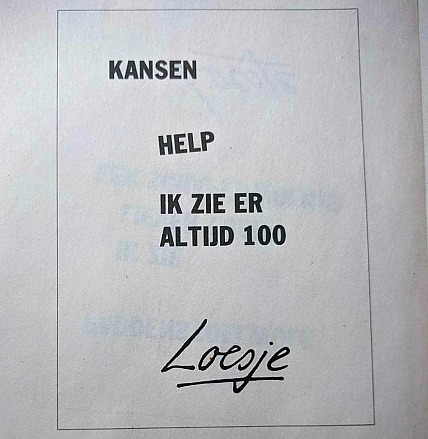 KANSEN
HELP
IK ZIE ER
ALTIJD 100
Loesje